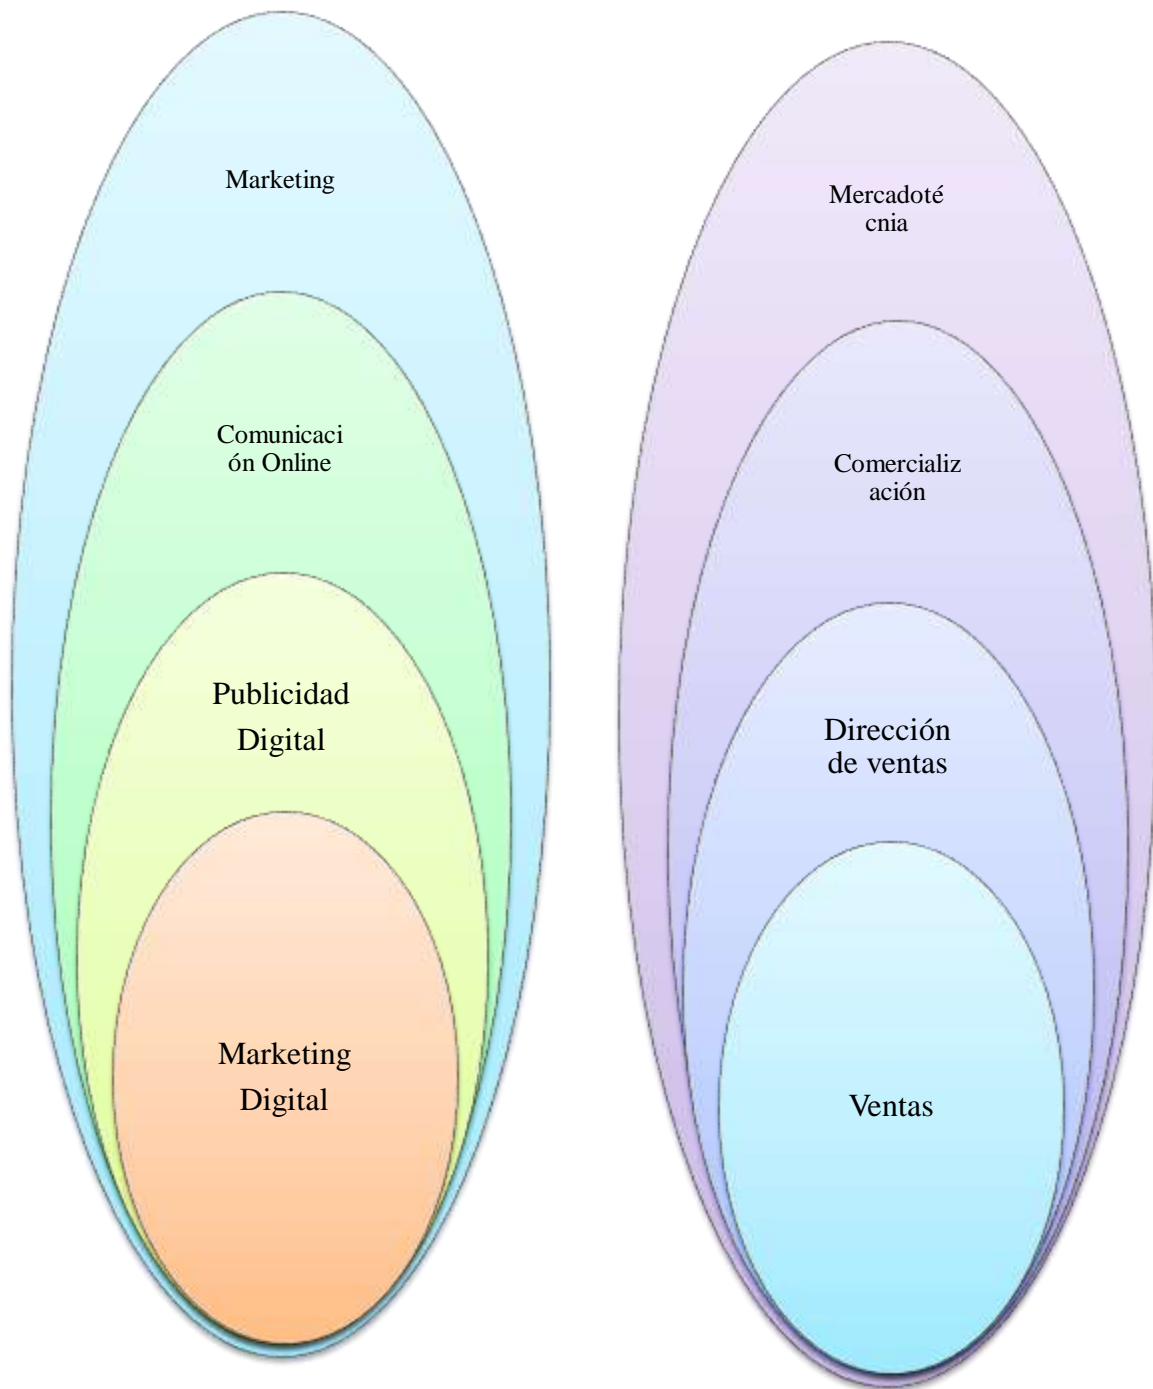 Marketing
Comunicaci
ón Online
Publicidad
Digital
Marketing
Digital
Mercadoté
cnia
Comercializ
ación
Dirección
de ventas
Ventas